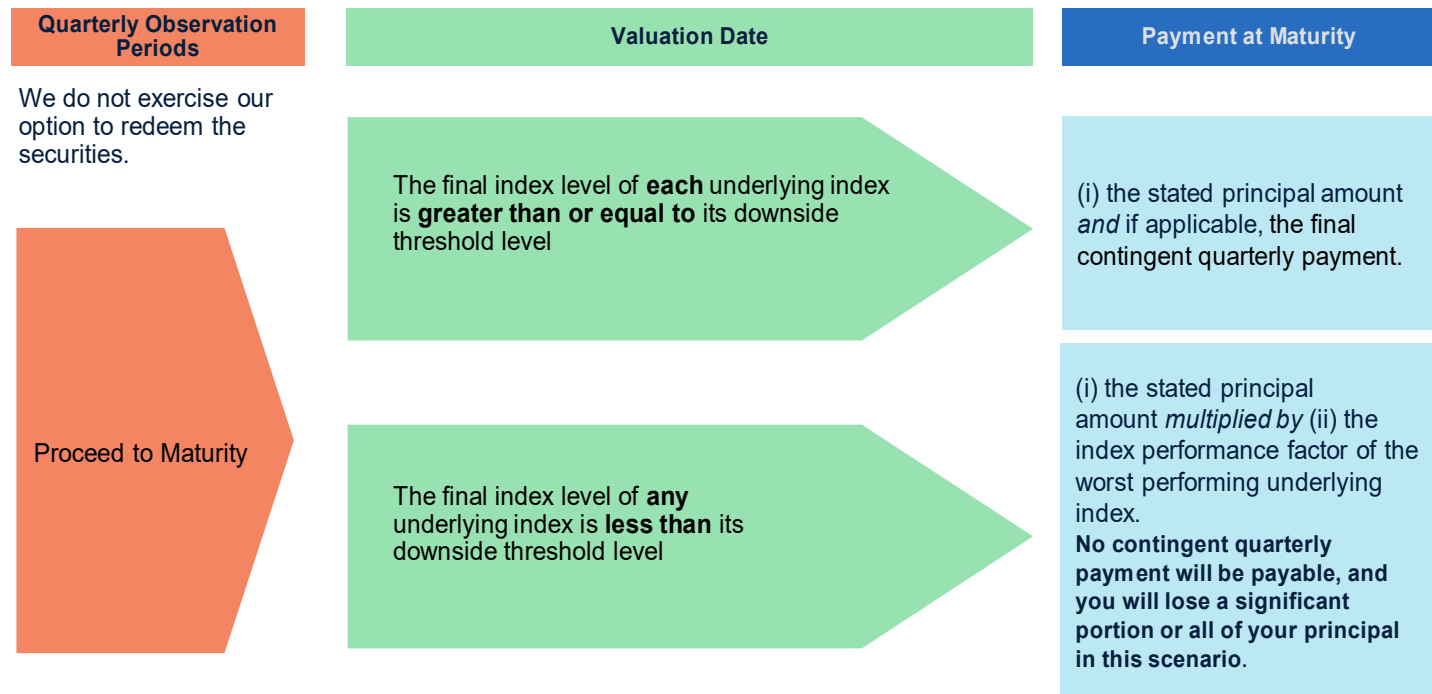 Quarterly Observation
Periods
Valuation Date
Payment at Maturity
We do not exercise our
option to redeem the
securities.
Proceed to Maturity
The final index level of each underlying index
is greater than or equal to its downside
threshold level
(i) the stated principal amount
and if applicable, the final
contingent quarterly payment.
The final index level of any
underlying index is less than its
downside threshold level
(i) the stated principal
amount multiplied by (ii) the
index performance factor of the
worst performing underlying
index.
No contingent quarterly
payment will be payable, and
you will lose a significant
portion or all of your principal
in this scenario.